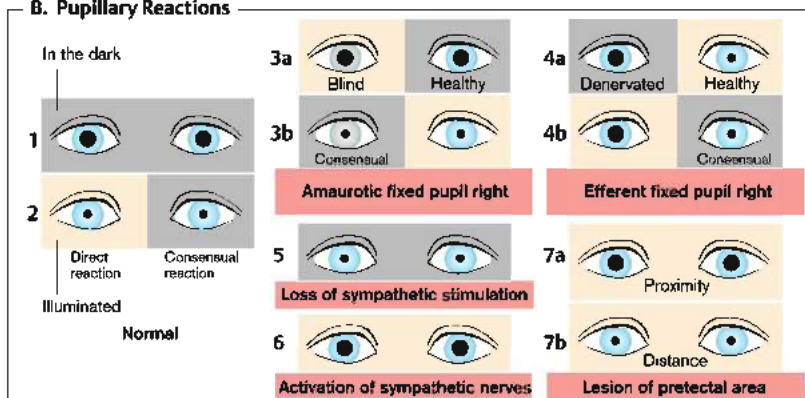 B. Pupillary Reactions
In the dark
1
2
Direct
reaction
Consensual
reaction
Illuminated
Normal
3a
Blind
Healthy
3b
Consensual
Amaurotic fixed pupil right
4a
Denervated
Healthy
4b
Consensual
Efferent fixed pupil right
5
Loss of sympathetic stimulation
6
Activation of sympathetic nerves
7a
Proximity
7b
Distance
Lesion of pretectal area